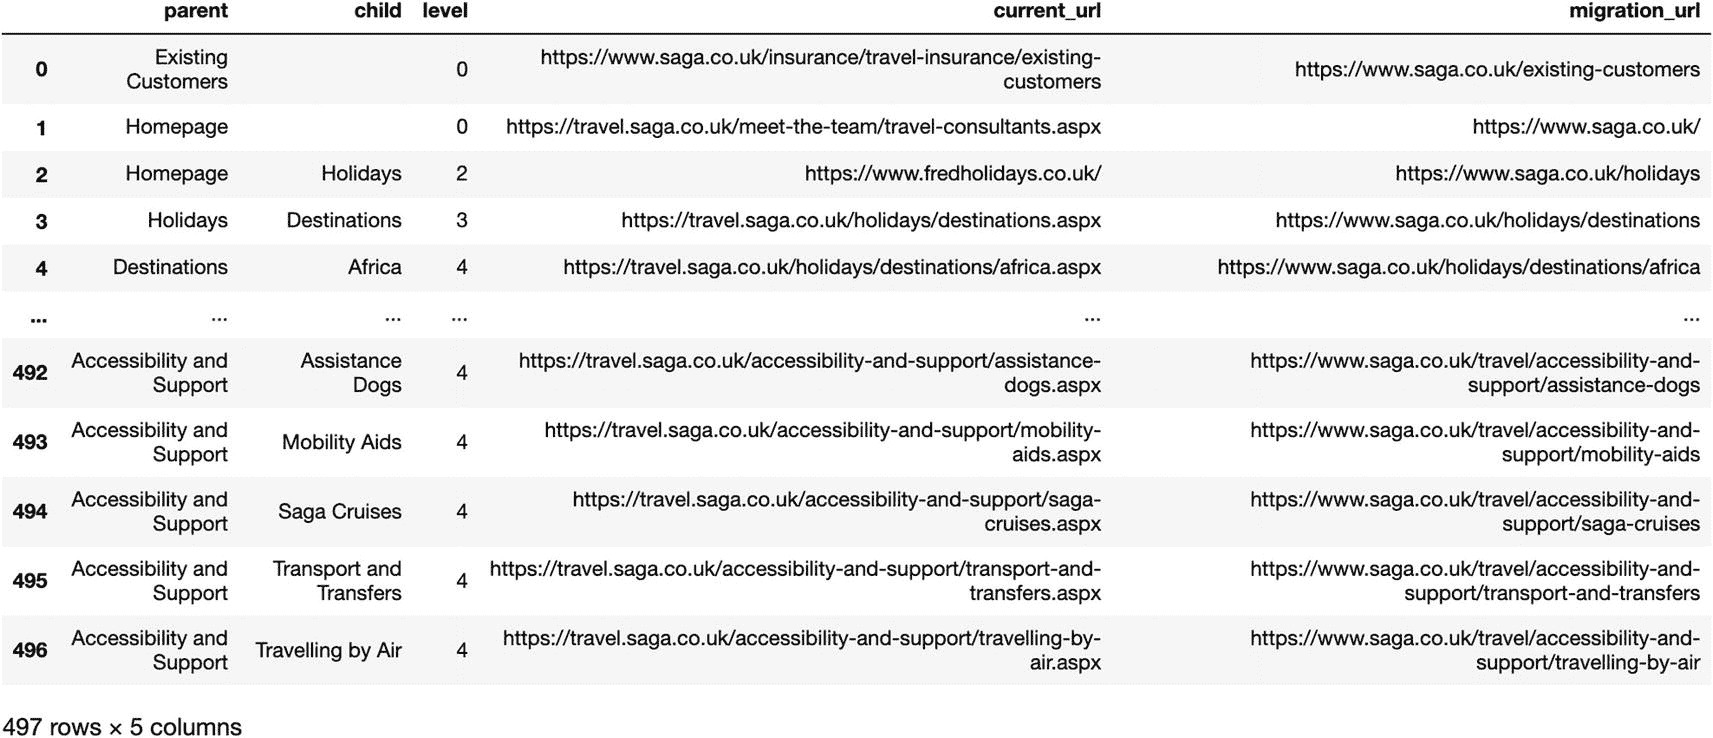 parent child level current_url migration_url
0 Existing Customers 0 https://www.saga.co.uk/insurance/travel-insurance/existing-customers https://www.saga.co.uk/existing-customers
1 Homepage 0 https://travel.saga.co.uk/meet-the-team/travel-consultants.aspx https://www.saga.co.uk/
2 Homepage Holidays 2 https://www.fredholidays.co.uk/ https://www.saga.co.uk/holidays
3 Holidays Destinations 3 https://travel.saga.co.uk/holidays/destinations.aspx https://www.saga.co.uk/holidays/destinations
4 Destinations Africa 4 https://travel.saga.co.uk/holidays/destinations/africa.aspx https://www.saga.co.uk/holidays/destinations/africa
... ... ... ... ... ...
492 Accessibility and Support Assistance Dogs 4 https://travel.saga.co.uk/accessibility-and-support/assistance-dogs.aspx https://www.saga.co.uk/travel/accessibility-and-support/assistance-dogs
493 Accessibility and Support Mobility Aids 4 https://travel.saga.co.uk/accessibility-and-support/mobility-aids.aspx https://www.saga.co.uk/travel/accessibility-and-support/mobility-aids
494 Accessibility and Support Saga Cruises 4 https://travel.saga.co.uk/accessibility-and-support/saga-cruises.aspx https://www.saga.co.uk/travel/accessibility-and-support/saga-cruises
495 Accessibility and Support Transport and Transfers 4 https://travel.saga.co.uk/accessibility-and-support/transport-and-transfers.aspx https://www.saga.co.uk/travel/accessibility-and-support/transport-and-transfers
496 Accessibility and Support Travelling by Air 4 https://travel.saga.co.uk/accessibility-and-support/travelling-by-air.aspx https://www.saga.co.uk/travel/accessibility-and-support/travelling-by-air
497 rows × 5 columns